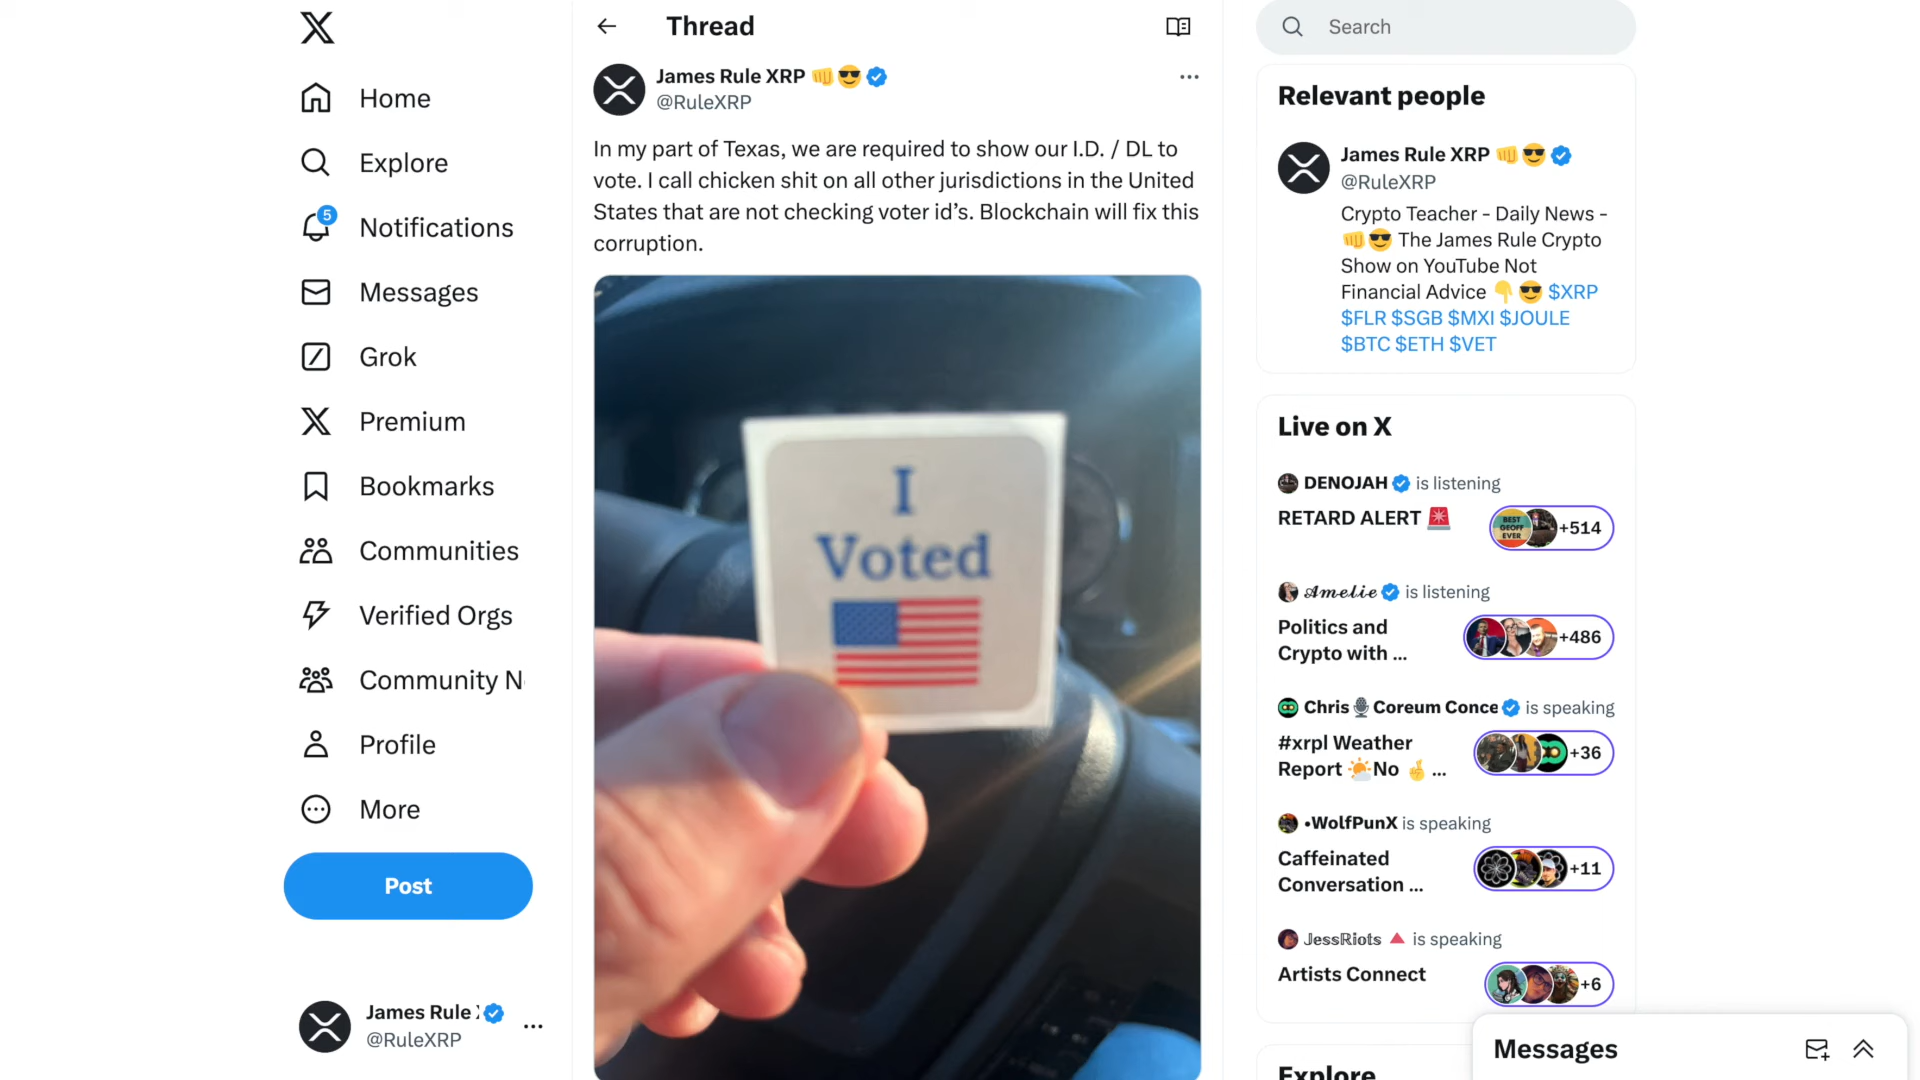 Home
Explore
5
Notifications
Messages
Grok
Premium
Bookmarks
Communities
Verified Orgs
Community N
Profile
More
Post
James Rule
@RuleXRP
Thread
James Rule XRP 👊😎
@RuleXRP
In my part of Texas, we are required to show our I.D. / DL to
vote. I call chicken shit on all other jurisdictions in the United
States that are not checking voter id’s. Blockchain will fix this
corruption.
I
Voted
Search
Relevant people
James Rule XRP 👊😎
@RuleXRP
Crypto Teacher - Daily News -
👊😎 The James Rule Crypto
Show on YouTube Not
Financial Advice 👇😎 $XRP
$FLR $SGB $MXI $JOULE
$BTC $ETH $VET
Live on X
DENOJAH is listening
RETARD ALERT 🚨
BEST
GEOFF
EVER
+514
𝓐𝓶𝓮𝓵𝓲𝓮 is listening
Politics and
Crypto with ...
+486
Chris🎙️Coreum Conce is speaking
#xrpl Weather
Report 🌤️No 🤞 ...
+36
•WolfPunX is speaking
Caffeinated
Conversation ...
+11
𝕁𝕖𝕤𝕤ℝ𝕚𝕠𝕥𝕤 🔺 is speaking
Artists Connect
+6
Explore
Messages